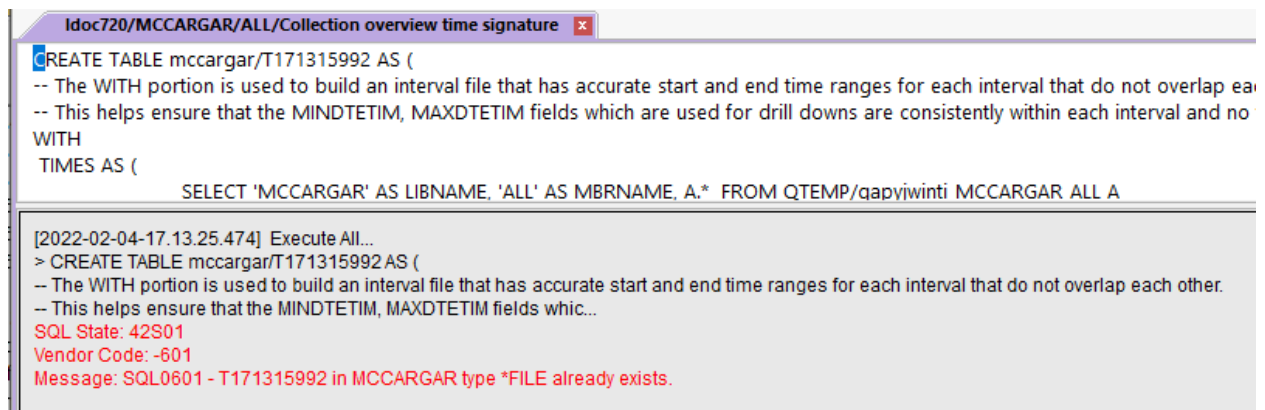 Idoc720/MCCARGAR/ALL/Collection overview time signature x
CREATE TABLE mccargar/T171315992 AS (
-- The WITH portion is used to build an interval file that has accurate start and end time ranges for each interval that do not overlap ea
-- This helps ensure that the MINDTETIM, MAXDTETIM fields which are used for drill downs are consistently within each interval and no
WITH
TIMES AS (
SELECT 'MCCARGAR' AS LIBNAME, 'ALL' AS MBRNAME, A.* FROM QTEMP/qapyjwinti MCCARGAR ALL A
[2022-02-04-17.13.25.474] Execute All...
> CREATE TABLE mccargar/T171315992 AS (
-- The WITH portion is used to build an interval file that has accurate start and end time ranges for each interval that do not overlap each other.
-- This helps ensure that the MINDTETIM, MAXDTETIM fields whic...
SQL State: 42S01
Vendor Code: -601
Message: SQL0601 - T171315992 in MCCARGAR type *FILE already exists.